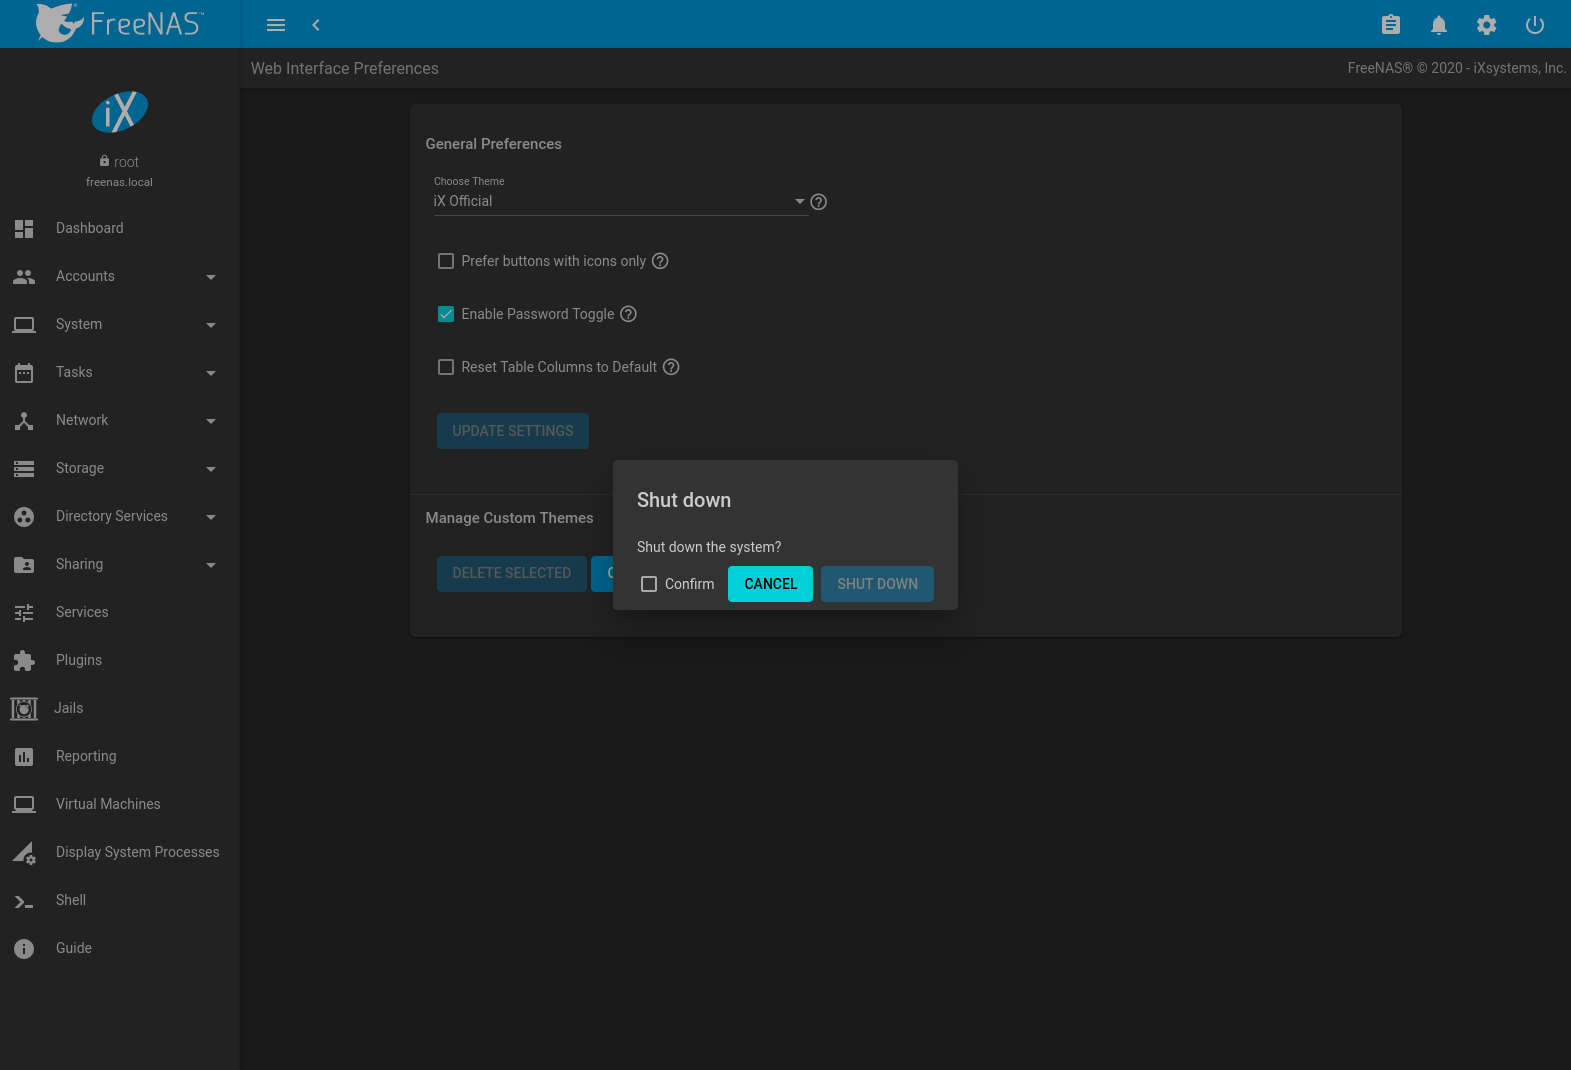 FreeNAS™
Web Interface Preferences
FreeNAS® © 2020 - iXsystems, Inc.
iX
root
freenas.local
Dashboard
Accounts
System
Tasks
Network
Storage
Directory Services
Sharing
Services
Plugins
Jails
Reporting
Virtual Machines
Display System Processes
Shell
Guide
General Preferences
Choose Theme
iX Official
Prefer buttons with icons only
Enable Password Toggle
Reset Table Columns to Default
UPDATE SETTINGS
Manage Custom Themes
DELETE SELECTED
Shut down
Shut down the system?
Confirm CANCEL SHUT DOWN